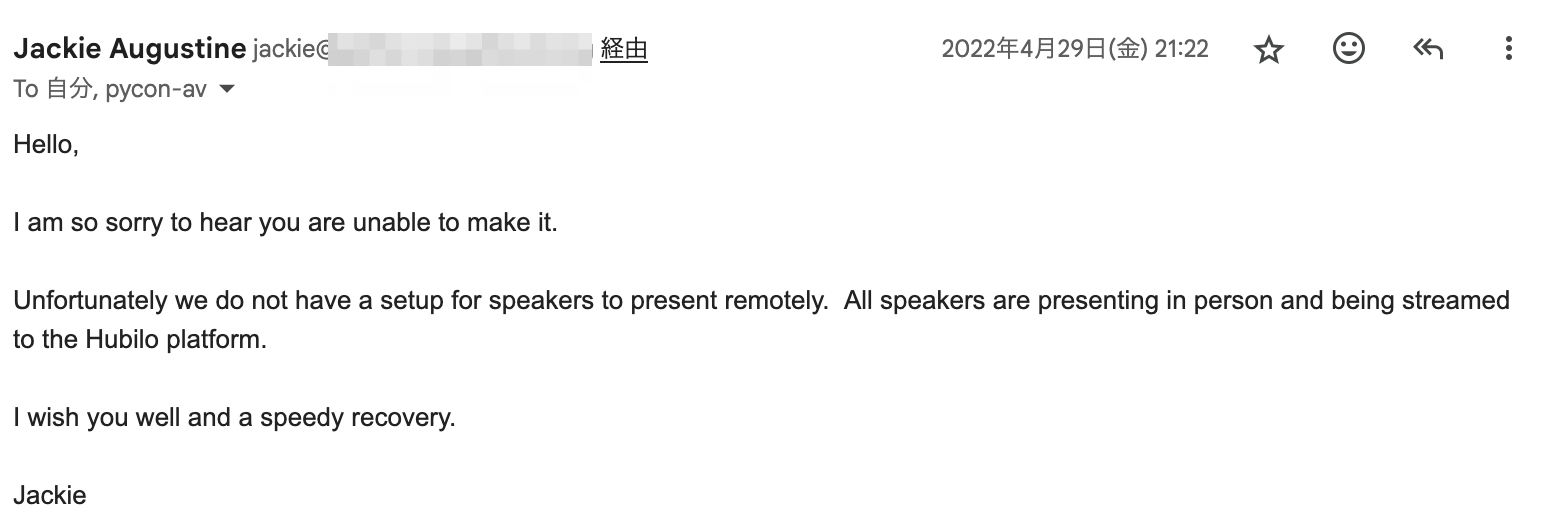 Jackie Augustine jackie@ 経由 2022年4月29日(金) 21:22
To 自分, pycon-av
Hello,
I am so sorry to hear you are unable to make it.
Unfortunately we do not have a setup for speakers to present remotely.  All speakers are presenting in person and being streamed
to the Hubilo platform.
I wish you well and a speedy recovery.
Jackie